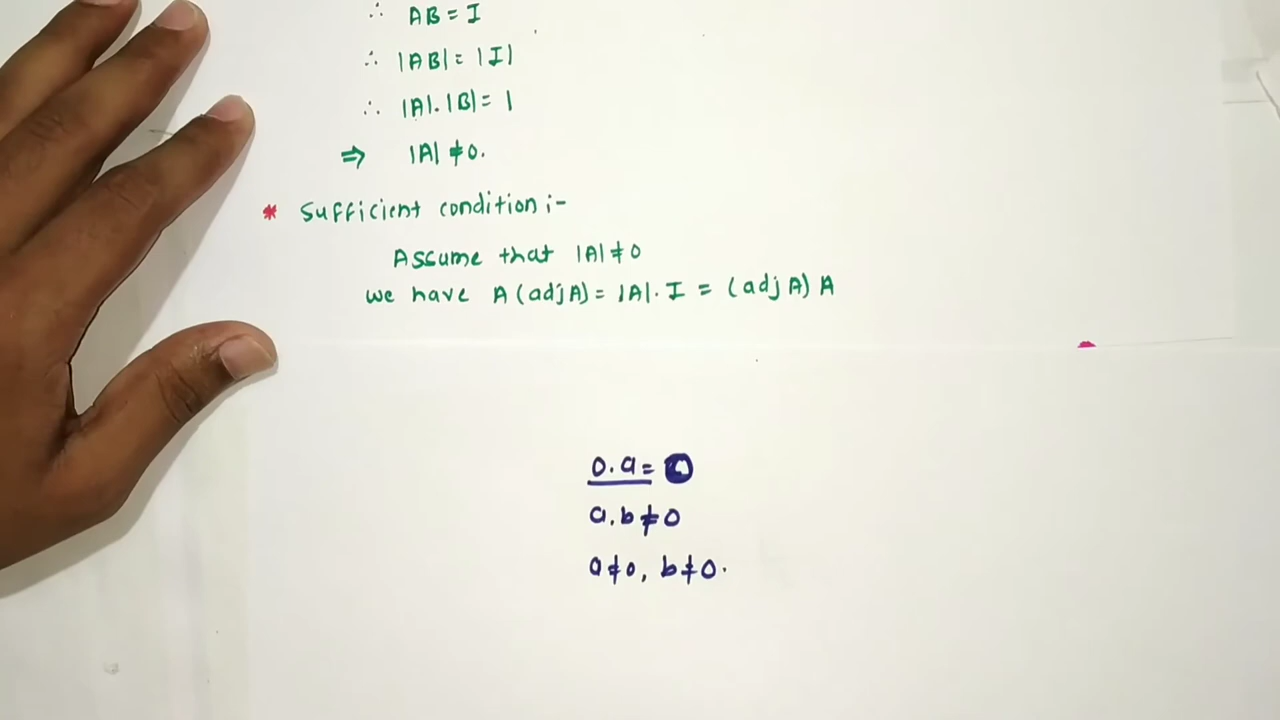 ∴ AB = I
∴ |AB| = |I|
∴ |A|.|B| = 1
⇒ |A| ≠ 0.
* Sufficient condition :-
Assume that |A| ≠ 0
we have A (adj A) = |A|. I = (adj A) A
0.a = 0
a.b ≠ 0
a ≠ 0, b ≠ 0.